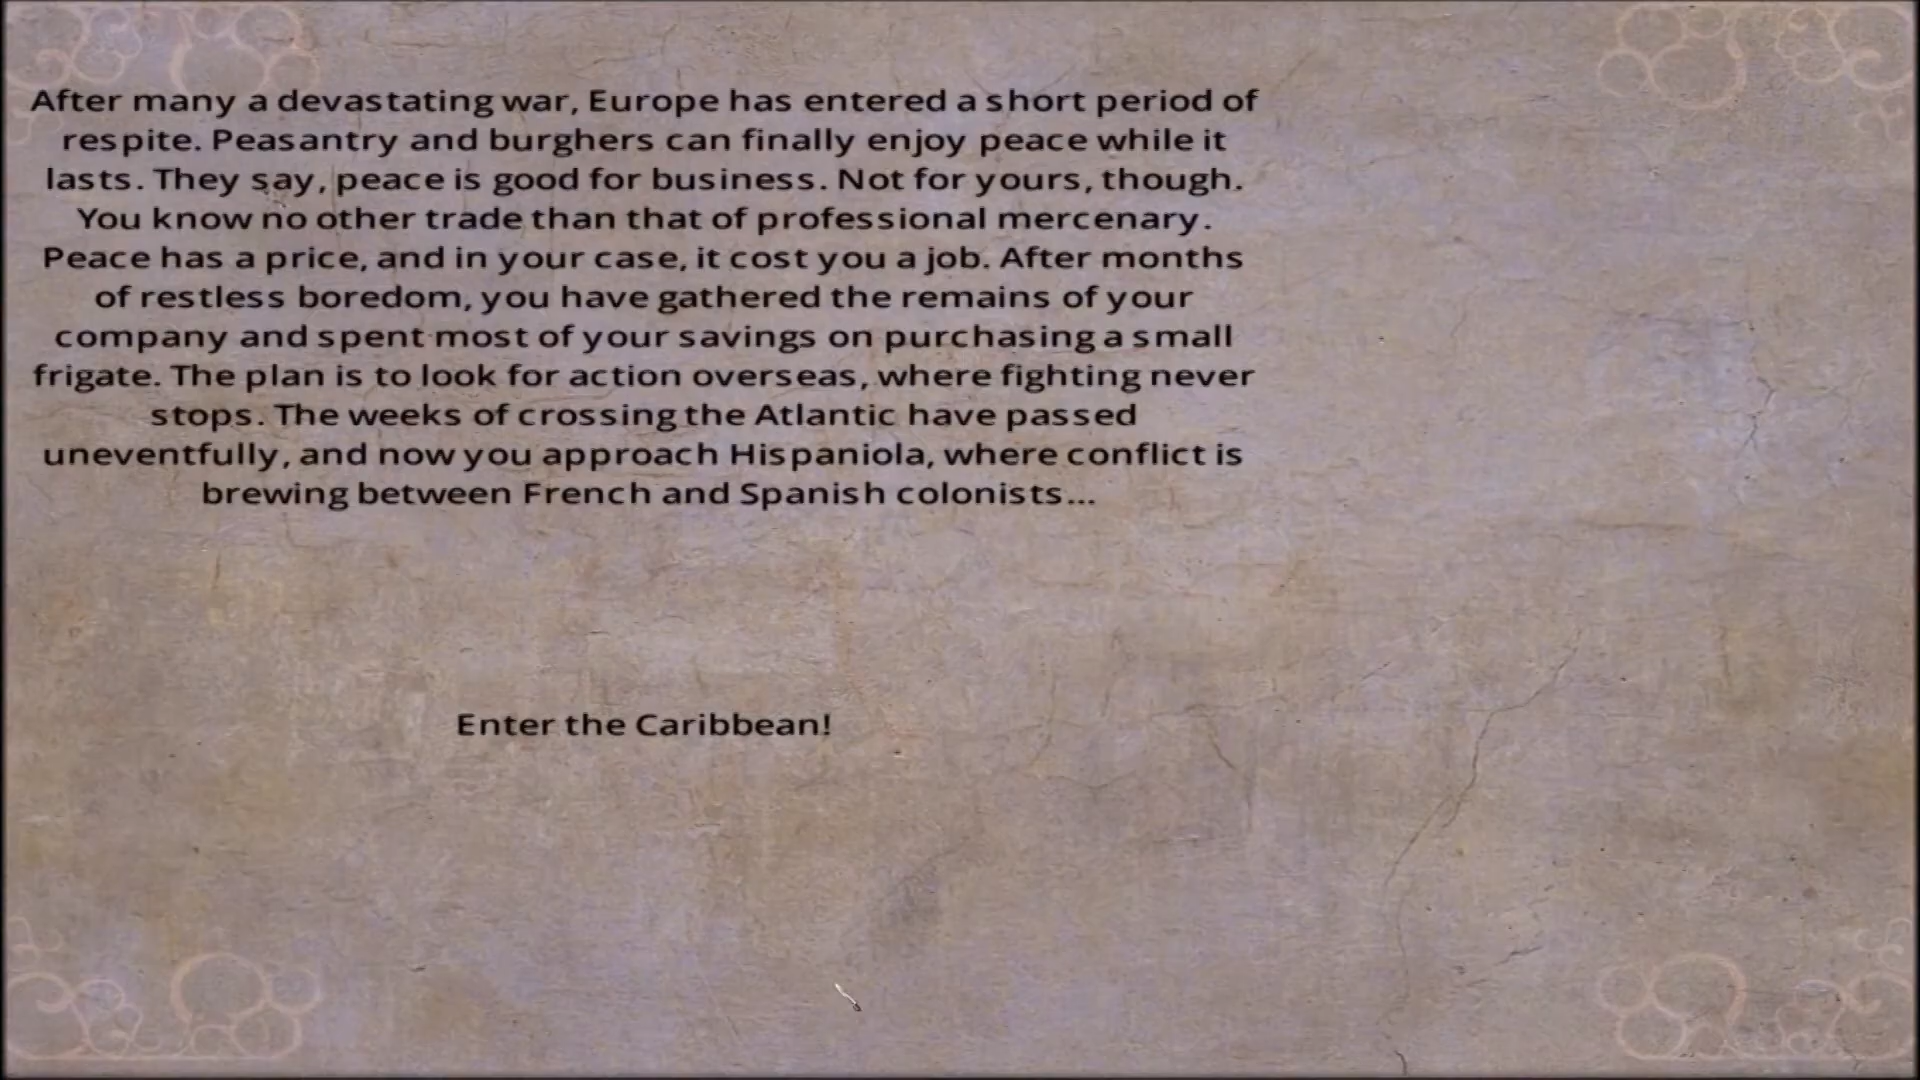 After many a devastating war, Europe has entered a short period of
respite. Peasantry and burghers can finally enjoy peace while it
lasts. They say, peace is good for business. Not for yours, though.
You know no other trade than that of professional mercenary.
Peace has a price, and in your case, it cost you a job. After months
of restless boredom, you have gathered the remains of your
company and spent most of your savings on purchasing a small
frigate. The plan is to look for action overseas, where fighting never
stops. The weeks of crossing the Atlantic have passed
uneventfully, and now you approach Hispaniola, where conflict is
brewing between French and Spanish colonists...
Enter the Caribbean!